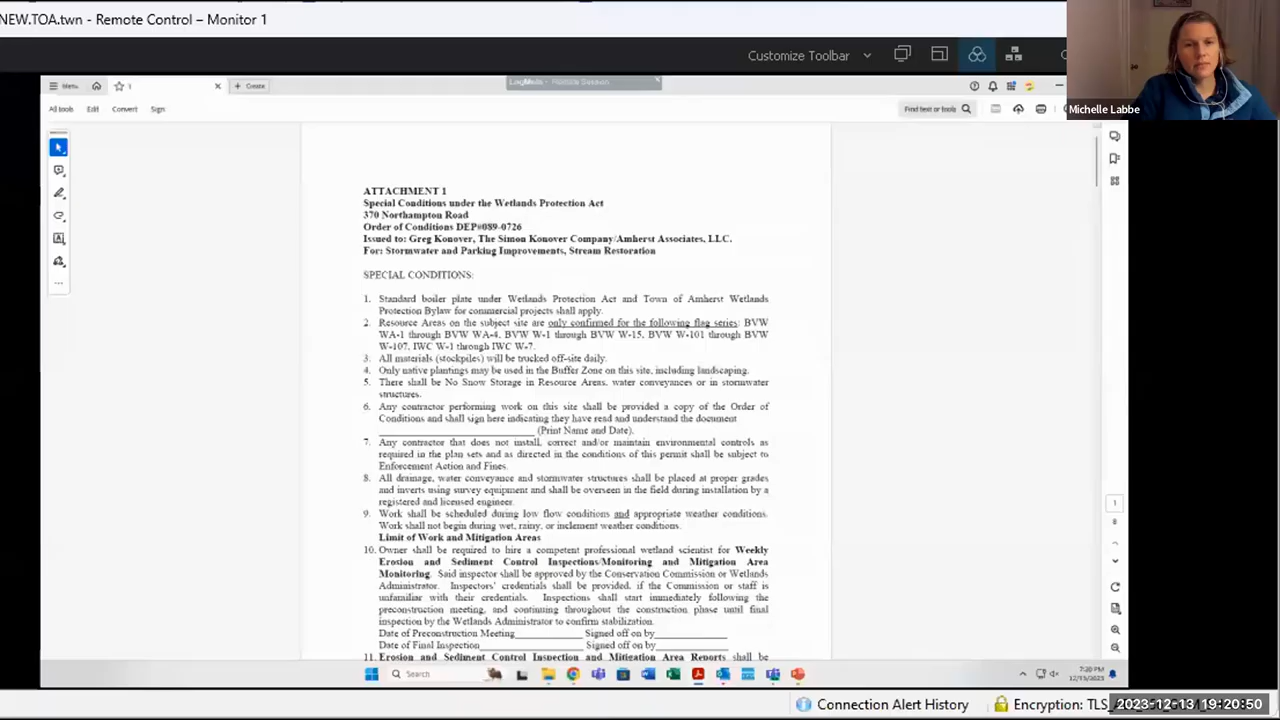 NEW.TOA.twn - Remote Control – Monitor 1
Customize Toolbar
Michelle Labbe
Menu
1
+ Create
LogMeIn - Remote Session
All tools Edit Convert Sign
Find text or tools
ATTACHMENT 1
Special Conditions under the Wetlands Protection Act
370 Northampton Road
Order of Conditions DEP#089-0726
Issued to: Greg Konover, The Simon Konover Company/Amherst Associates, LLC.
For: Stormwater and Parking Improvements, Stream Restoration
SPECIAL CONDITIONS:
1. Standard boiler plate under Wetlands Protection Act and Town of Amherst Wetlands
Protection Bylaw for commercial projects shall apply.
2. Resource Areas on the subject site are only confirmed for the following flag series: BVW
WA-1 through BVW WA-4, BVW W-1 through BVW W-15, BVW W-101 through BVW
W-107, IWC W-1 through IWC W-7.
3. All materials (stockpiles) will be trucked off-site daily.
4. Only native plantings may be used in the Buffer Zone on this site, including landscaping.
5. There shall be No Snow Storage in Resource Areas, water conveyances or in stormwater
structures.
6. Any contractor performing work on this site shall be provided a copy of the Order of
Conditions and shall sign here indicating they have read and understand the document
____________________________ (Print Name and Date).
7. Any contractor that does not install, correct and/or maintain environmental controls as
required in the plan sets and as directed in the conditions of this permit shall be subject to
Enforcement Action and Fines.
8. All drainage, water conveyance and stormwater structures shall be placed at proper grades
and inverts using survey equipment and shall be overseen in the field during installation by a
registered and licensed engineer.
9. Work shall be scheduled during low flow conditions and appropriate weather conditions.
Work shall not begin during wet, rainy, or inclement weather conditions.
Limit of Work and Mitigation Areas
10. Owner shall be required to hire a competent professional wetland scientist for Weekly
Erosion and Sediment Control Inspections/Monitoring and Mitigation Area
Monitoring. Said inspector shall be approved by the Conservation Commission or Wetlands
Administrator. Inspectors' credentials shall be provided, if the Commission or staff is
unfamiliar with their credentials. Inspections shall start immediately following the
preconstruction meeting, and continuing throughout the construction phase until final
inspection by the Wetlands Administrator to confirm stabilization.
Date of Preconstruction Meeting____________ Signed off on by_____________
Date of Final Inspection__________________ Signed off on by_____________
11. Erosion and Sediment Control Inspection and Mitigation Area Reports shall be
1
8
Search
7:20 PM
12/13/2023
Connection Alert History
Encryption: TLS_
2023-12-13 19:20:50